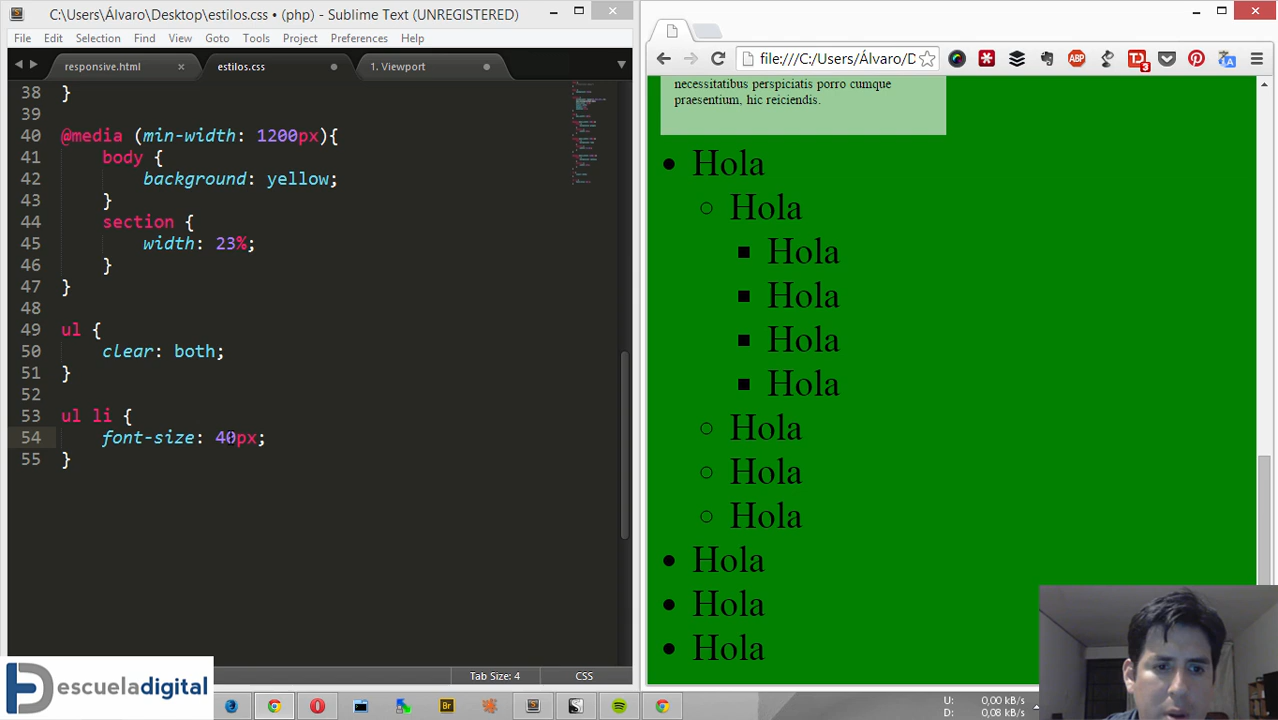 C:\Users\Álvaro\Desktop\estilos.css • (php) - Sublime Text (UNREGISTERED)
File Edit Selection Find View Goto Tools Project Preferences Help
responsive.html × estilos.css 1. Viewport
38 }
39
40 @media (min-width: 1200px){
41 body {
42 background: yellow;
43 }
44 section {
45 width: 23%;
46 }
47 }
48
49 ul {
50 clear: both;
51 }
52
53 ul li {
54 font-size: 40px;
55 }
Tab Size: 4 CSS
escueladigital
file:///C:/Users/Álvaro/D
ABP
3
necessitatibus perspiciatis porro cumque
praesentium, hic reiciendis.
Hola
Hola
Hola
Hola
Hola
Hola
Hola
Hola
Hola
Hola
Hola
Hola
Br
U: 0,00 kB/s
D: 0,08 kB/s